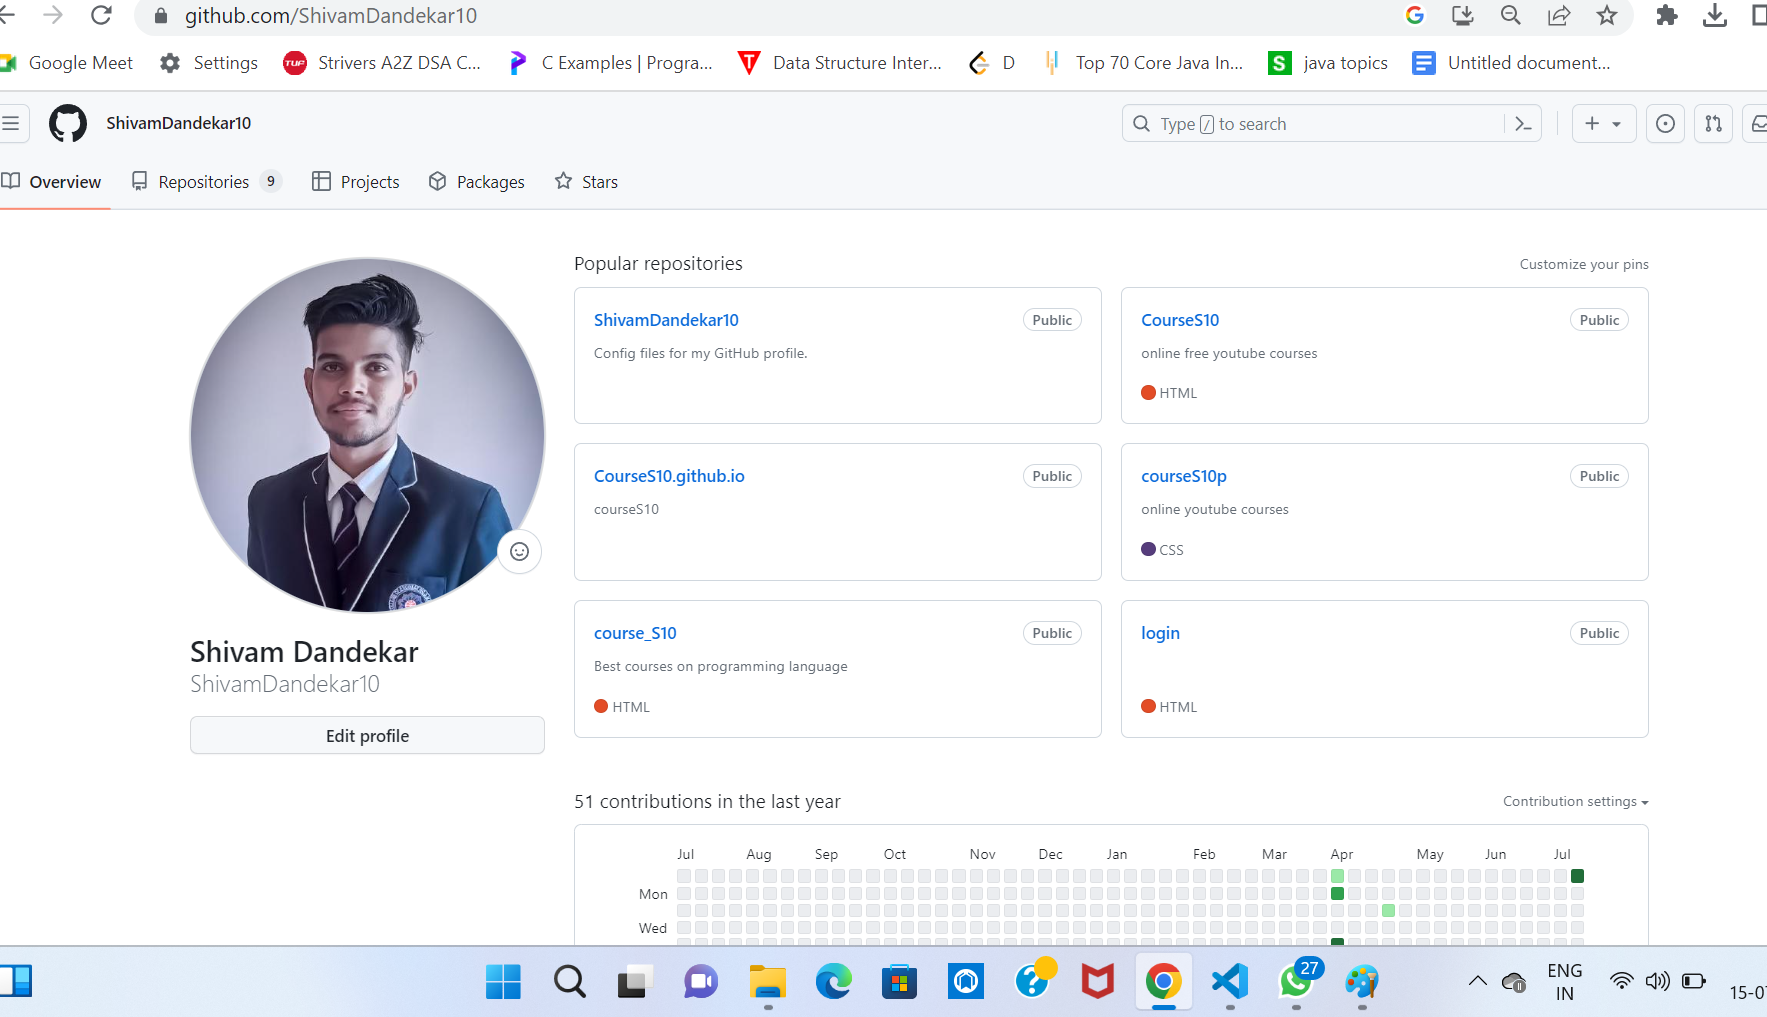 github.com/ShivamDandekar10
Google Meet Settings TUF Strivers A2Z DSA C... C Examples | Progra... T Data Structure Inter... D Top 70 Core Java In... S java topics Untitled document...
ShivamDandekar10 Type / to search
Overview Repositories 9 Projects Packages Stars
Popular repositories Customize your pins
ShivamDandekar10 Public
Config files for my GitHub profile.
CourseS10 Public
online free youtube courses
HTML
CourseS10.github.io Public
courseS10
courseS10p Public
online youtube courses
CSS
course_S10 Public
Best courses on programming language
HTML
login Public
HTML
Shivam Dandekar
ShivamDandekar10
Edit profile
51 contributions in the last year Contribution settings
Jul Aug Sep Oct Nov Dec Jan Feb Mar Apr May Jun Jul
Mon
Wed
27
ENG
IN